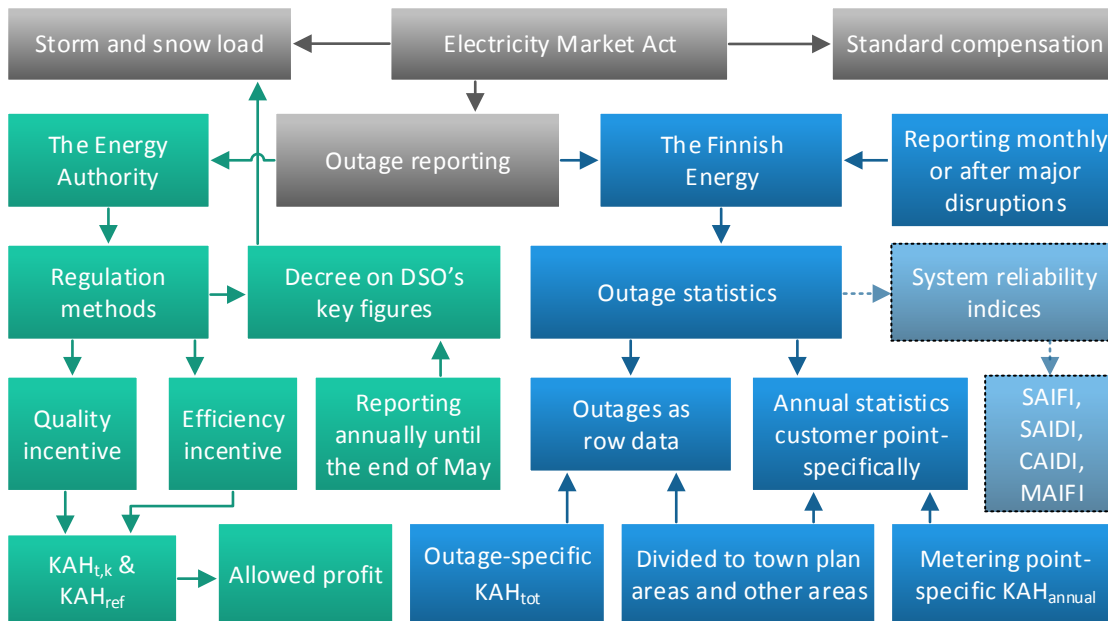 Storm and snow load
Electricity Market Act
Standard compensation
The Energy
Authority
Outage reporting
The Finnish
Energy
Reporting monthly
or after major
disruptions
Regulation
methods
Decree on DSO's
key figures
Outage statistics
System reliability
indices
Quality
incentive
Efficiency
incentive
Reporting
annually until
the end of May
Outages as
row data
Annual statistics
customer point-
specifically
SAIFI,
SAIDI,
CAIDI,
MAIFI
KAHt,k &
KAHref
Allowed profit
Outage-specific
KAHtot
Divided to town plan
areas and other areas
Metering point-
specific KAHannual